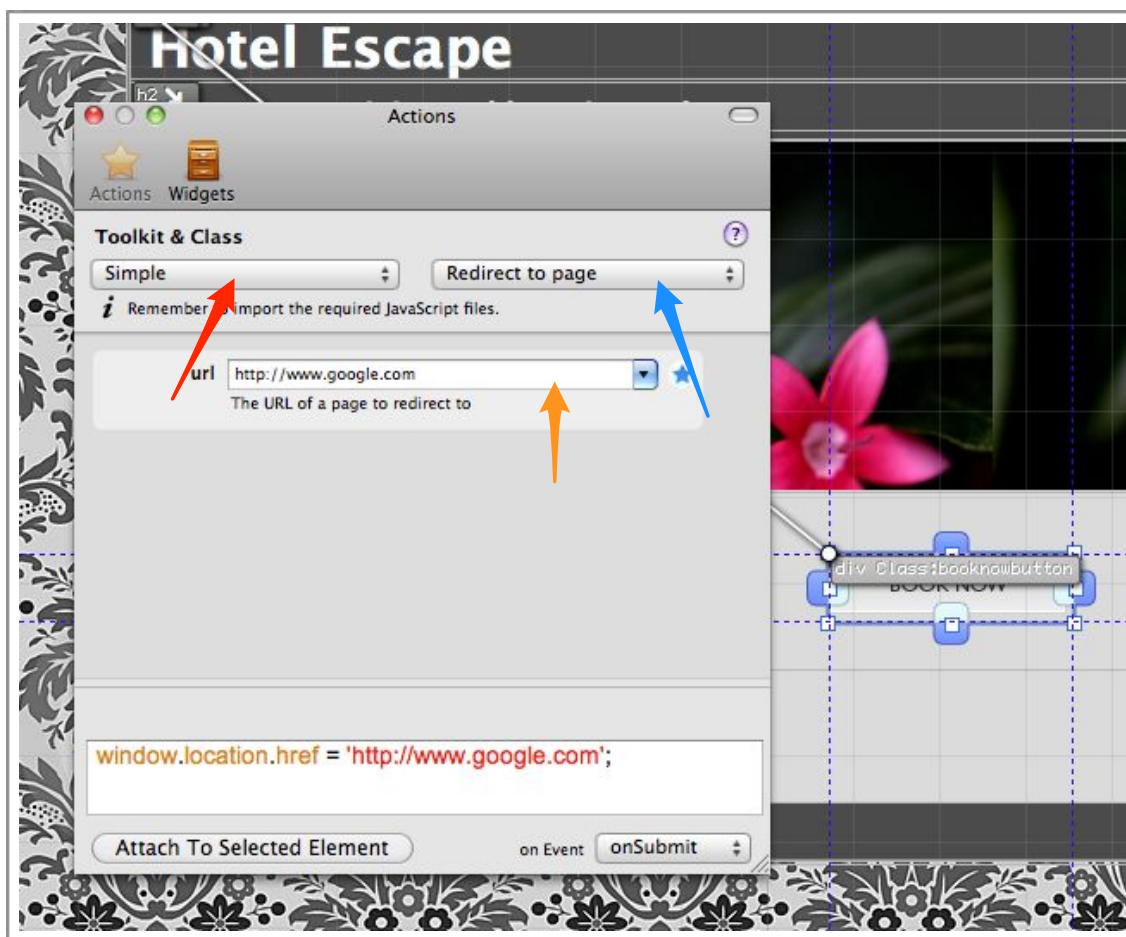 Hotel Escape
h2
Actions
Actions Widgets
Toolkit & Class ?
Simple Redirect to page
i Remember import the required JavaScript files.
url http://www.google.com
The URL of a page to redirect to
div Class:booknowbutton
BOOK NOW
window.location.href = 'http://www.google.com';
Attach To Selected Element on Event onSubmit